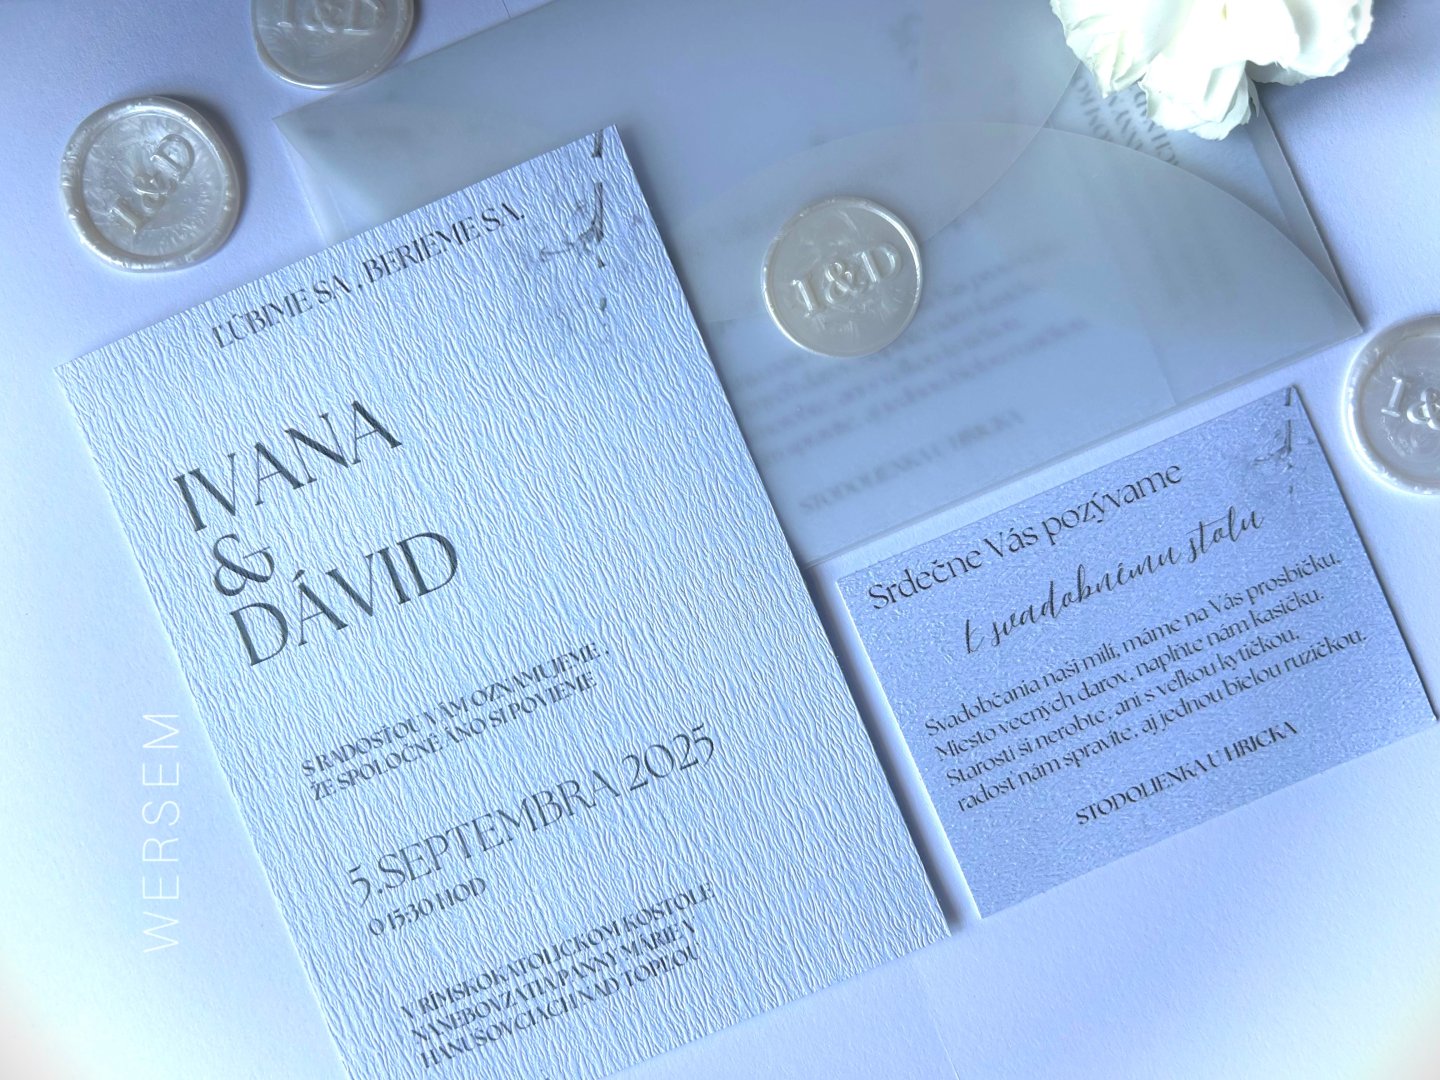 I&D
I&D
ĽÚBIME SA , BERIEME SA.
IVANA
&
DÁVID
S RADOSŤOU VÁM OZNAMUJEME ,
ŽE SPOLOČNÉ ÁNO SI POVIEME
5.SEPTEMBRA 2025
O 15:30 HOD
V RÍMSKOKATOLÍCKOM KOSTOLE
NANEBOVZATIA PANNY MÁRIE V
HANUŠOVCIACH NAD TOPĽOU
I&D
STODOLIENKA U HRICKA
Srdečne Vás pozývame
k svadobnému stolu
Svadobčania naši milí, máme na Vás prosbičku,
Miesto vecných darov, naplňte nám kasičku.
Starosti si nerobte, ani s veľkou kytičkou,
radosť nám spravíte , aj jednou bielou ružičkou.
STODOLIENKA U HRICKA
I&
WERSEM